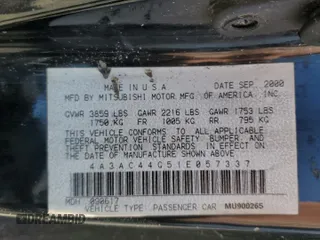 MADE IN U.S.A. DATE SEP. 2000
MFD BY MITSUBISHI MOTOR MFG. OF AMERICA, INC.
GVWR 3859 LBS GAWR 2216 LBS GAWR 1753 LBS
1750 KG FR 1005 KG RR 795 KG
THIS VEHICLE CONFORMS TO ALL APPLICABLE
FEDERAL MOTOR VEHICLE SAFETY, BUMPER, AND
THEFT PREVENTION STANDARDS IN EFFECT ON
THE DATE OF MANUFACTURE SHOWN ABOVE.
4A3AC44G51E057337
RDH 090617
VEHICLE TYPE PASSENGER CAR MU900265